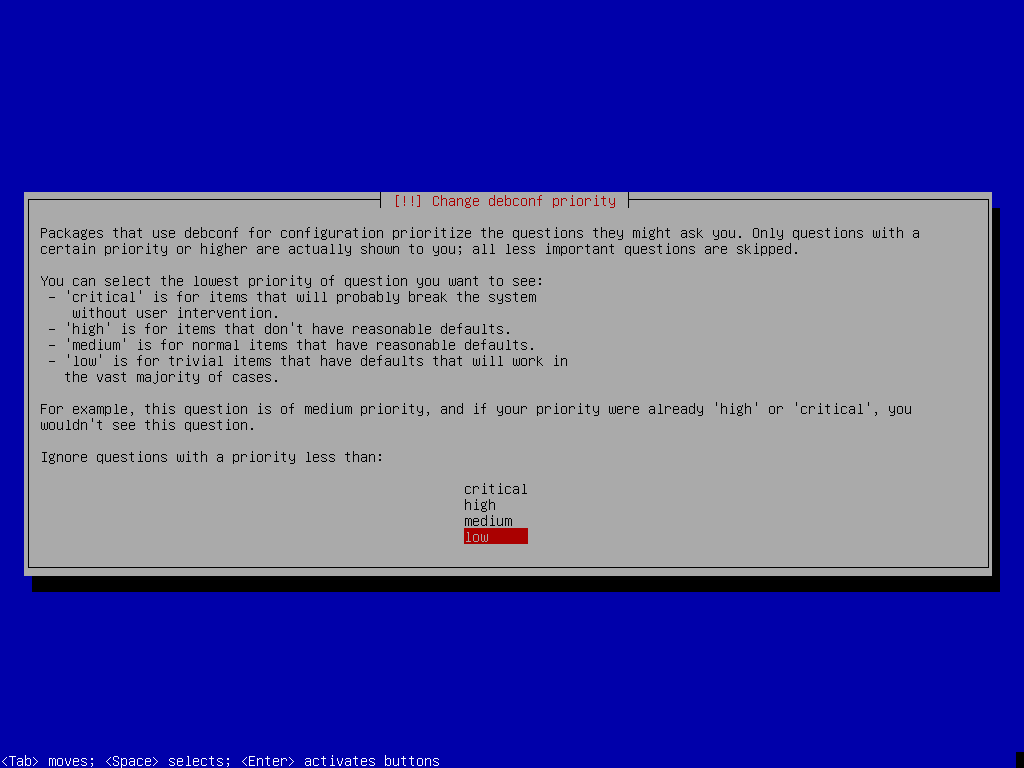 [!!] Change debconf priority
Packages that use debconf for configuration prioritize the questions they might ask you. Only questions with a
certain priority or higher are actually shown to you; all less important questions are skipped.
You can select the lowest priority of question you want to see:
- 'critical' is for items that will probably break the system
without user intervention.
- 'high' is for items that don't have reasonable defaults.
- 'medium' is for normal items that have reasonable defaults.
- 'low' is for trivial items that have defaults that will work in
the vast majority of cases.
For example, this question is of medium priority, and if your priority were already 'high' or 'critical', you
wouldn't see this question.
Ignore questions with a priority less than:
critical
high
medium
low
<Tab> moves; <Space> selects; <Enter> activates buttons